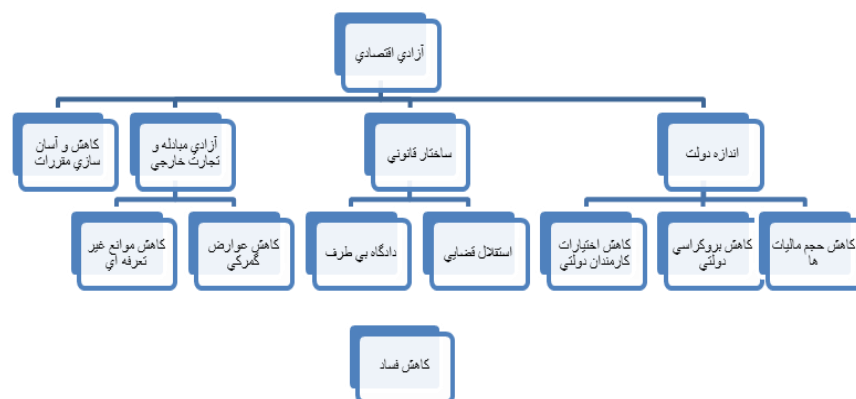 آزادي اقتصادي
اندازه دولت
ساختار قانوني
آزادي مبادله و
تجارت خارجي
کاهش و آسان
سازي مقررات
کاهش حجم ماليات
ها
کاهش بروکراسي
دولتي
کاهش اختيارات
کارمندان دولتي
استقلال قضايي
دادگاه بي طرف
کاهش عوارض
گمرکي
کاهش موانع غير
تعرفه اي
کاهش فساد